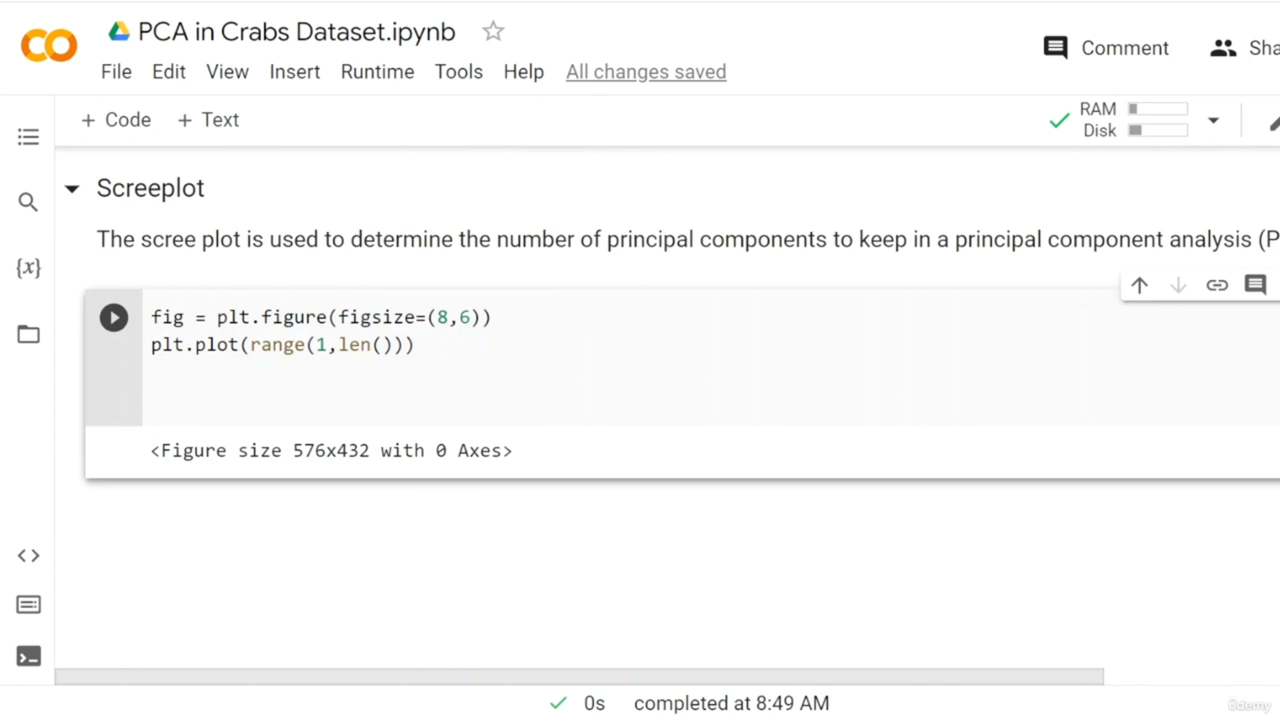 PCA in Crabs Dataset.ipynb
Comment
File Edit View Insert Runtime Tools Help All changes saved
+ Code + Text
RAM
Disk
Screeplot
The scree plot is used to determine the number of principal components to keep in a principal component analysis (P
{x}
fig = plt.figure(figsize=(8,6))
plt.plot(range(1,len()))
<Figure size 576x432 with 0 Axes>
0s completed at 8:49 AM
ûdemy